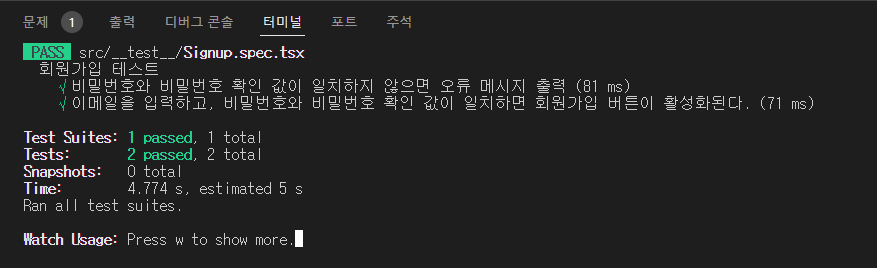 문제 1 출력 디버그 콘솔 터미널 포트 주석
PASS src/__test__/Signup.spec.tsx
회원가입 테스트
√ 비밀번호와 비밀번호 확인 값이 일치하지 않으면 오류 메시지 출력 (81 ms)
√ 이메일을 입력하고, 비밀번호와 비밀번호 확인 값이 일치하면 회원가입 버튼이 활성화된다. (71 ms)
Test Suites: 1 passed, 1 total
Tests: 2 passed, 2 total
Snapshots: 0 total
Time: 4.774 s, estimated 5 s
Ran all test suites.
Watch Usage: Press w to show more.